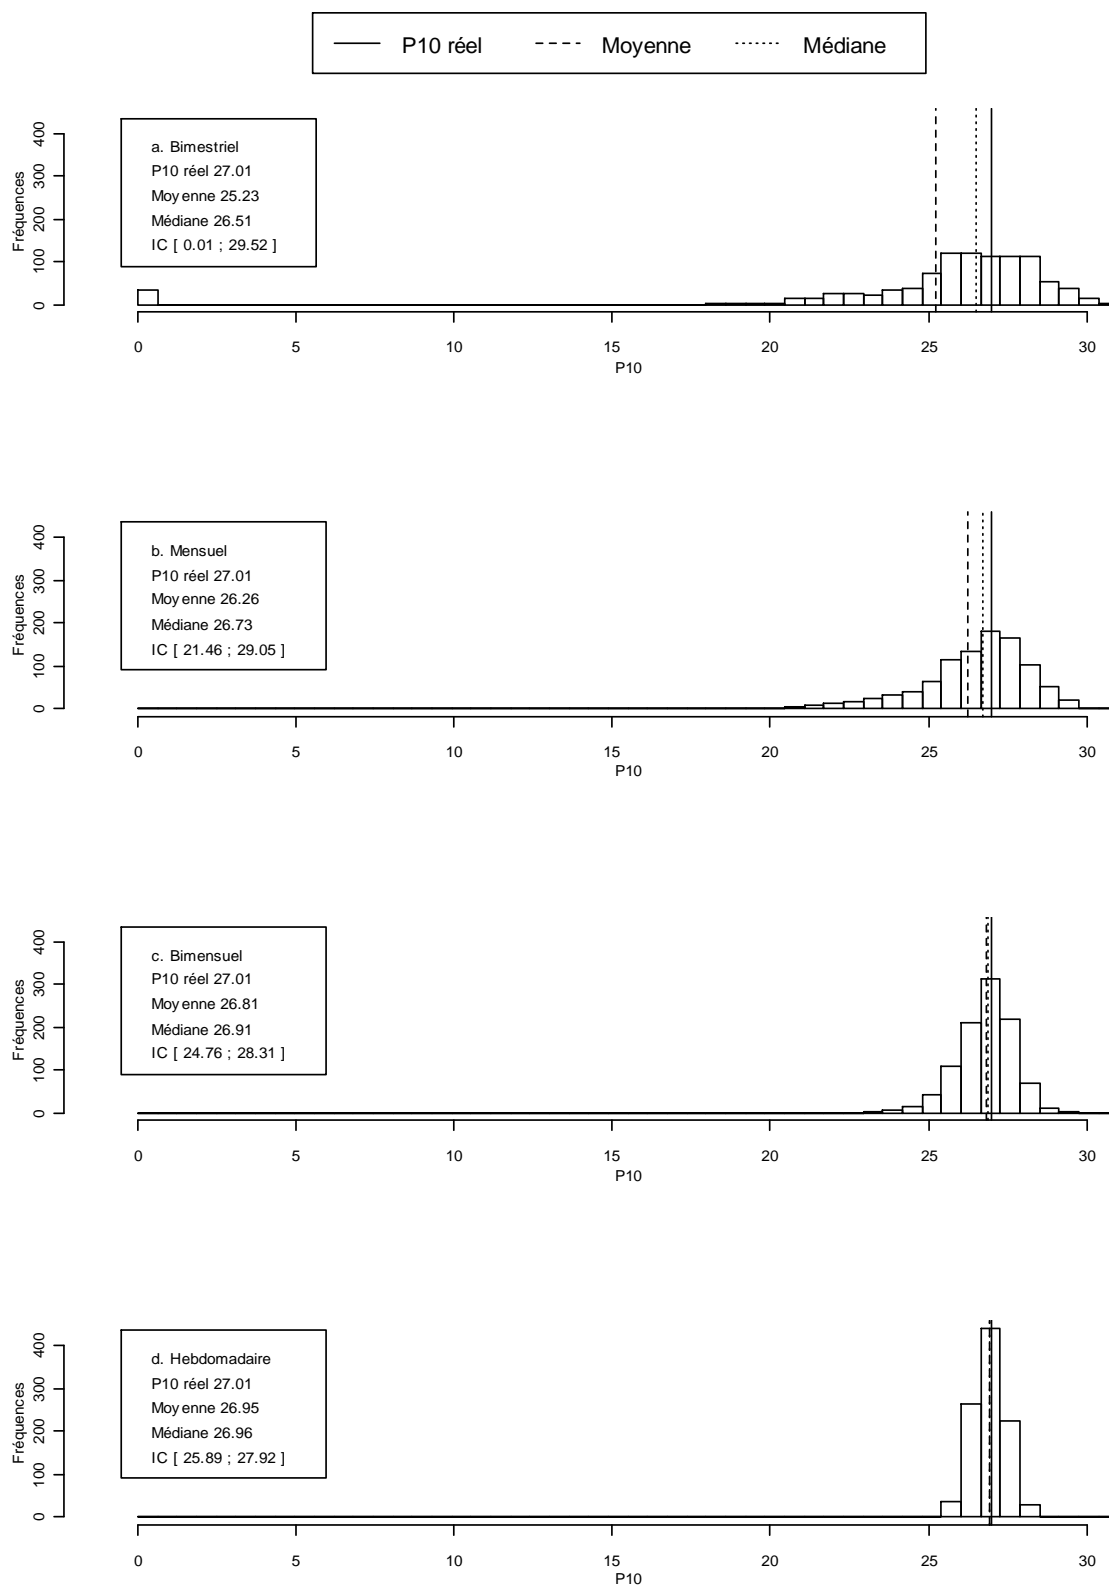 P10 réel Moyenne Médiane
a. Bimestriel
P10 réel 27.01
Moyenne 25.23
Médiane 26.51
IC [ 0.01 ; 29.52 ]
Fréquences
0 100 200 300 400
0 5 10 15 20 25 30
P10
b. Mensuel
P10 réel 27.01
Moyenne 26.26
Médiane 26.73
IC [ 21.46 ; 29.05 ]
Fréquences
0 100 200 300 400
0 5 10 15 20 25 30
P10
c. Bimensuel
P10 réel 27.01
Moyenne 26.81
Médiane 26.91
IC [ 24.76 ; 28.31 ]
Fréquences
0 100 200 300 400
0 5 10 15 20 25 30
P10
d. Hebdomadaire
P10 réel 27.01
Moyenne 26.95
Médiane 26.96
IC [ 25.89 ; 27.92 ]
Fréquences
0 100 200 300 400
0 5 10 15 20 25 30
P10